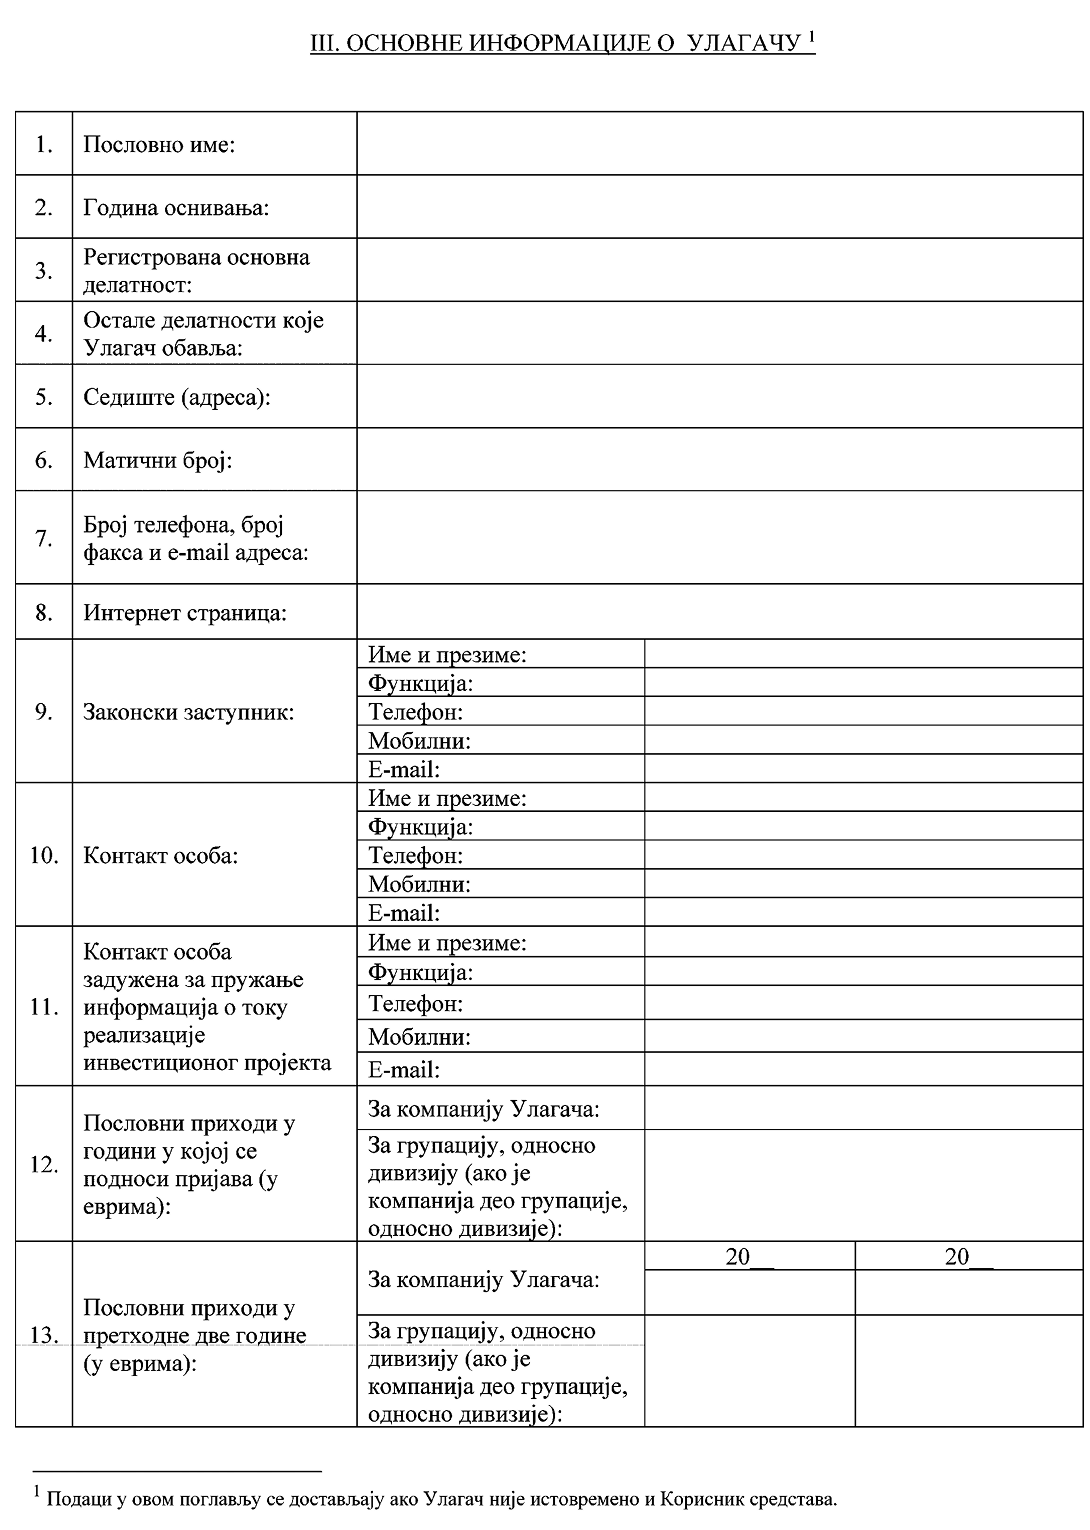 III. ОСНОВНЕ ИНФОРМАЦИЈЕ О УЛАГАЧУ 1
1. Пословно име:
2. Година оснивања:
3. Регистрована основна
делатност:
4. Остале делатности које
Улагач обавља:
5. Седиште (адреса):
6. Матични број:
7. Број телефона, број
факса и e-mail адреса:
8. Интернет страница:
9. Законски заступник:
Име и презиме:
Функција:
Телефон:
Мобилни:
E-mail:
10. Контакт особа:
Име и презиме:
Функција:
Телефон:
Мобилни:
E-mail:
11. Контакт особа
задужена за пружање
информација о току
реализације
инвестиционог пројекта
Име и презиме:
Функција:
Телефон:
Мобилни:
E-mail:
12. Пословни приходи у
години у којој се
подноси пријава (у
еврима):
За компанију Улагача:
За групацију, односно
дивизију (ако је
компанија део групације,
односно дивизије):
13. Пословни приходи у
претходне две године
(у еврима):
За компанију Улагача:
20__ 20__
За групацију, односно
дивизију (ако је
компанија део групације,
односно дивизије):
1 Подаци у овом поглављу се достављају ако Улагач није истовремено и Корисник средстава.